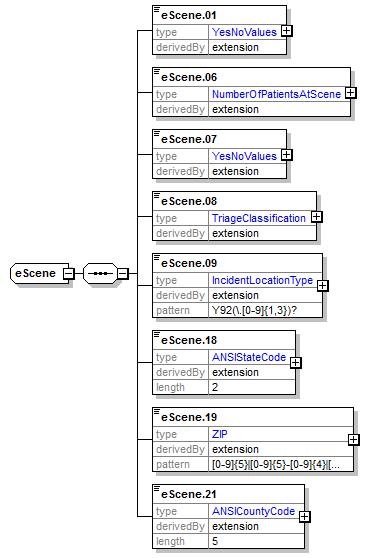 eScene.01
type YesNoValues
derivedBy extension
eScene.06
type NumberOfPatientsAtScene
derivedBy extension
eScene.07
type YesNoValues
derivedBy extension
eScene.08
type TriageClassification
derivedBy extension
eScene
eScene.09
type IncidentLocationType
derivedBy extension
pattern Y92(\.[0-9]{1,3})?
eScene.18
type ANSIStateCode
derivedBy extension
length 2
eScene.19
type ZIP
derivedBy extension
pattern [0-9]{5}|[0-9]{5}-[0-9]{4}|[...
eScene.21
type ANSICountyCode
derivedBy extension
length 5